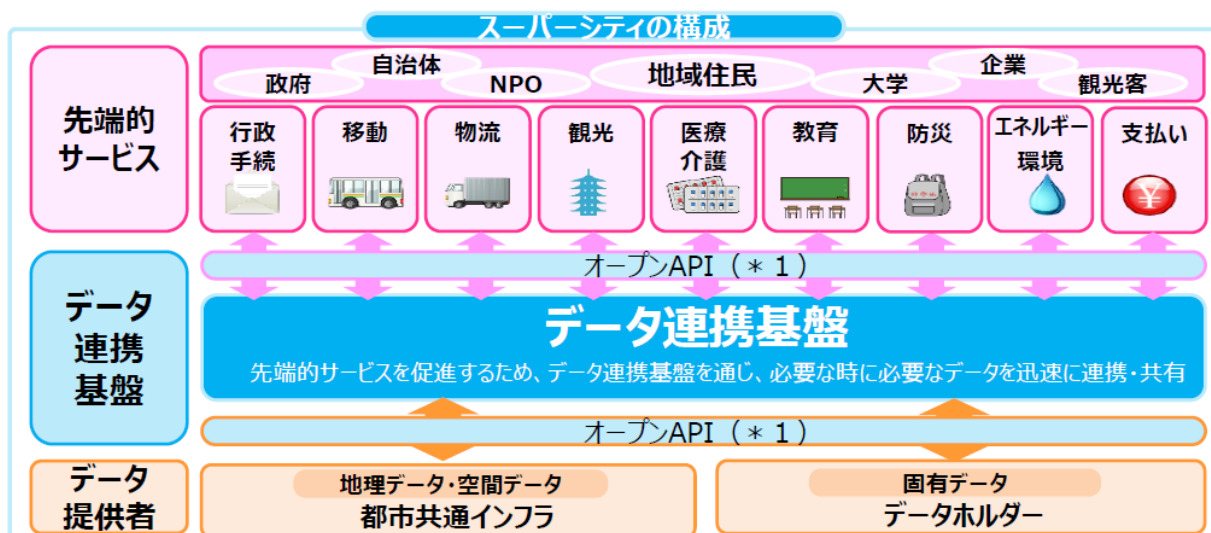 スーパーシティの構成
先端的
サービス
政府
自治体
NPO
地域住民
大学
企業
観光客
行政
手続
移動
物流
観光
医療
介護
教育
防災
エネルギー
環境
支払い
¥
データ
連携
基盤
オープンAPI(*1)
データ連携基盤
先端的サービスを促進するため、データ連携基盤を通じ、必要な時に必要なデータを迅速に連携・共有
オープンAPI(*1)
データ
提供者
地理データ・空間データ
都市共通インフラ
固有データ
データホルダー